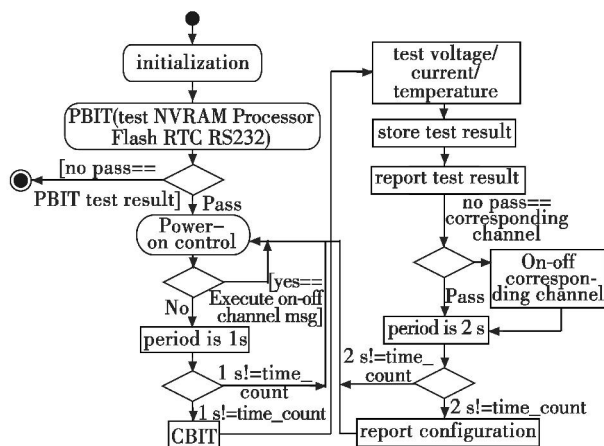 initialization
PBIT(test NVRAM Processor
Flash RTC RS232)
[no pass==
PBIT test result]
Pass
Power-
on control
[yes==
Execute on-off
channel msg]
No
period is 1s
1 s!=time_
count
1 s!=time_count
CBIT
test voltage/
current/
temperature
store test result
report test result
no pass==
corresponding
channel
On-off
correspon-
ding channel
Pass
period is 2 s
2 s!=time_
count
2 s!=time_count
report configuration